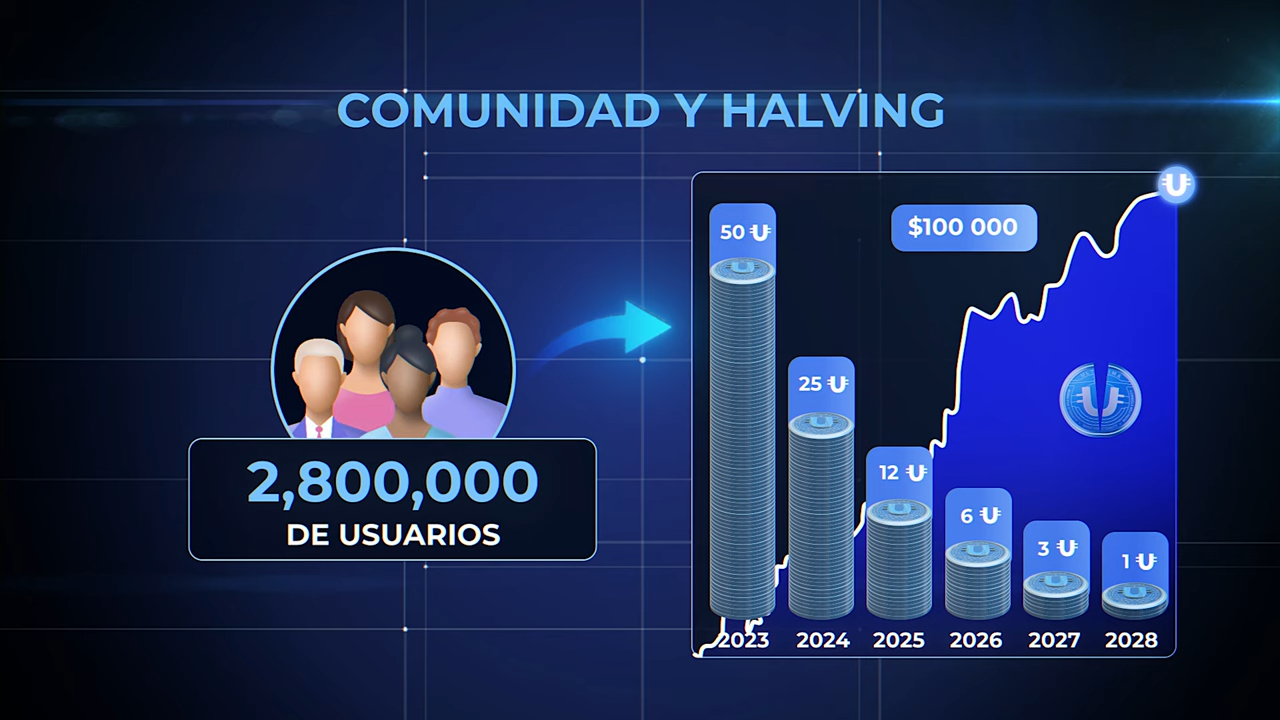 COMUNIDAD Y HALVING
2,800,000
DE USUARIOS
$100 000
50 U
25 U
12 U
6 U
3 U
1 U
2023 2024 2025 2026 2027 2028